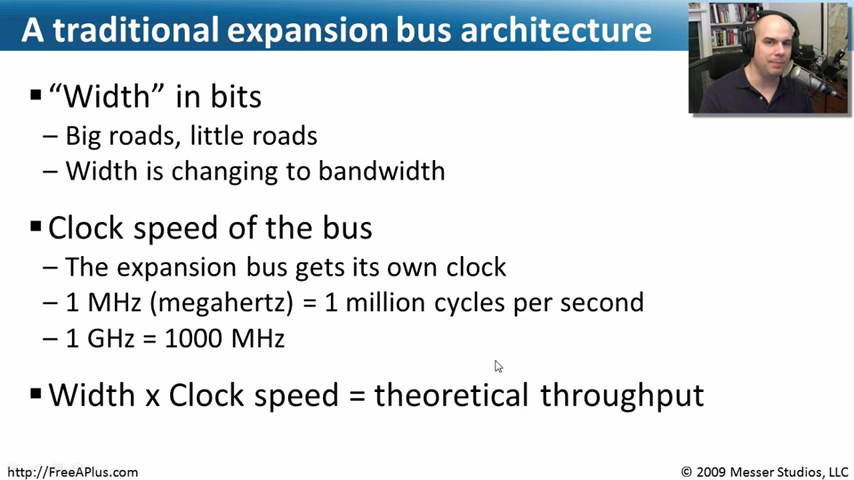 A traditional expansion bus architecture
▪ “Width” in bits
– Big roads, little roads
– Width is changing to bandwidth
▪ Clock speed of the bus
– The expansion bus gets its own clock
– 1 MHz (megahertz) = 1 million cycles per second
– 1 GHz = 1000 MHz
▪ Width x Clock speed = theoretical throughput
http://FreeAPlus.com
© 2009 Messer Studios, LLC